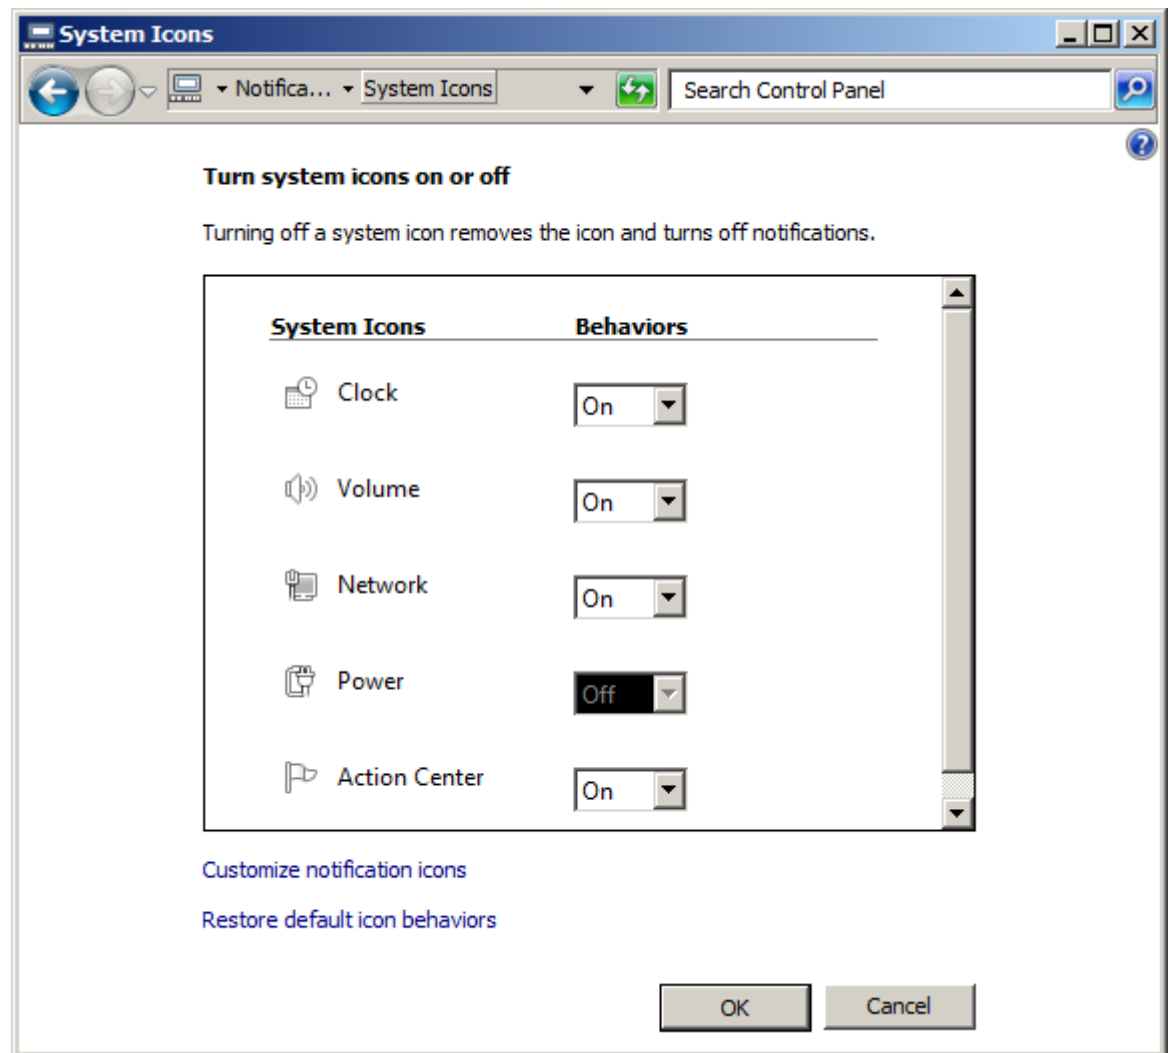 System Icons
Notifica... System Icons Search Control Panel
Turn system icons on or off
Turning off a system icon removes the icon and turns off notifications.
System Icons Behaviors
Clock On
Volume On
Network On
Power Off
Action Center On
Customize notification icons
Restore default icon behaviors
OK Cancel